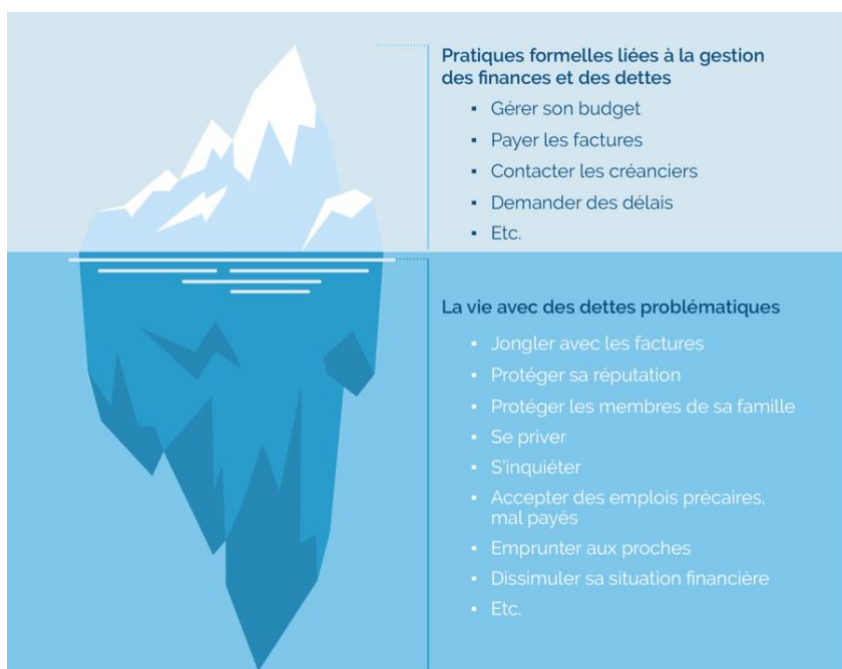 Pratiques formelles liées à la gestion
des finances et des dettes
▪ Gérer son budget
▪ Payer les factures
▪ Contacter les créanciers
▪ Demander des délais
▪ Etc.
La vie avec des dettes problématiques
▪ Jongler avec les factures
▪ Protéger sa réputation
▪ Protéger les membres de sa famille
▪ Se priver
▪ S'inquiéter
▪ Accepter des emplois précaires,
mal payés
▪ Emprunter aux proches
▪ Dissimuler sa situation financière
▪ Etc.